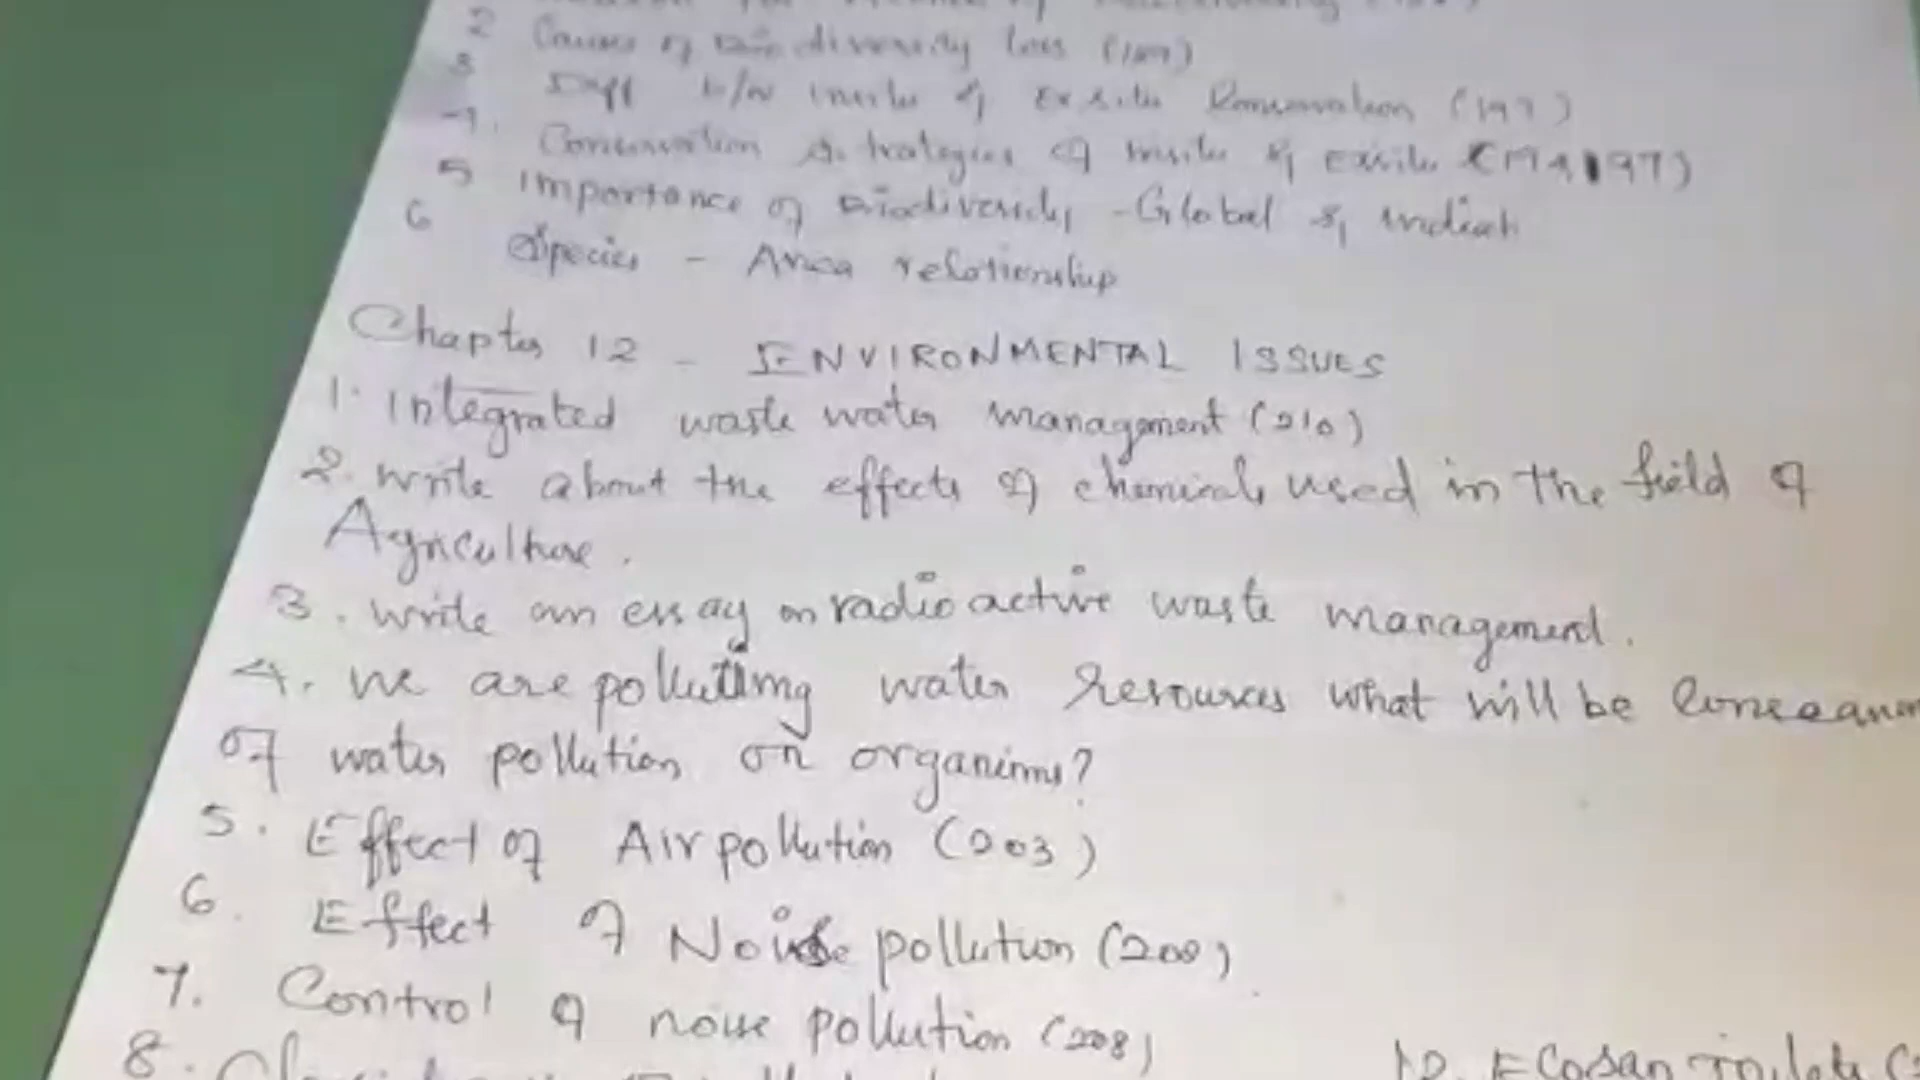 2 Causes of Biodiversity loss (189)
3 Diff b/w insitu & Exsitu Conservation (197)
4. Conservation strategies of insitu & exsitu (194,197)
5 Importance of Biodiversity - Global & indian
6 Species - Area relationship
Chapter 12 - ENVIRONMENTAL ISSUES
1. Integrated waste water management (210)
2. write about the effects of chemicals used in the field of
Agriculture.
3. write an essay on radioactive waste management.
4. we are polluting water resources what will be
of water pollution on organisms?
5. Effect of Air pollution (203)
6. Effect of Noise pollution (208)
7. Control of noise pollution (208)
8.
12. Ecosan